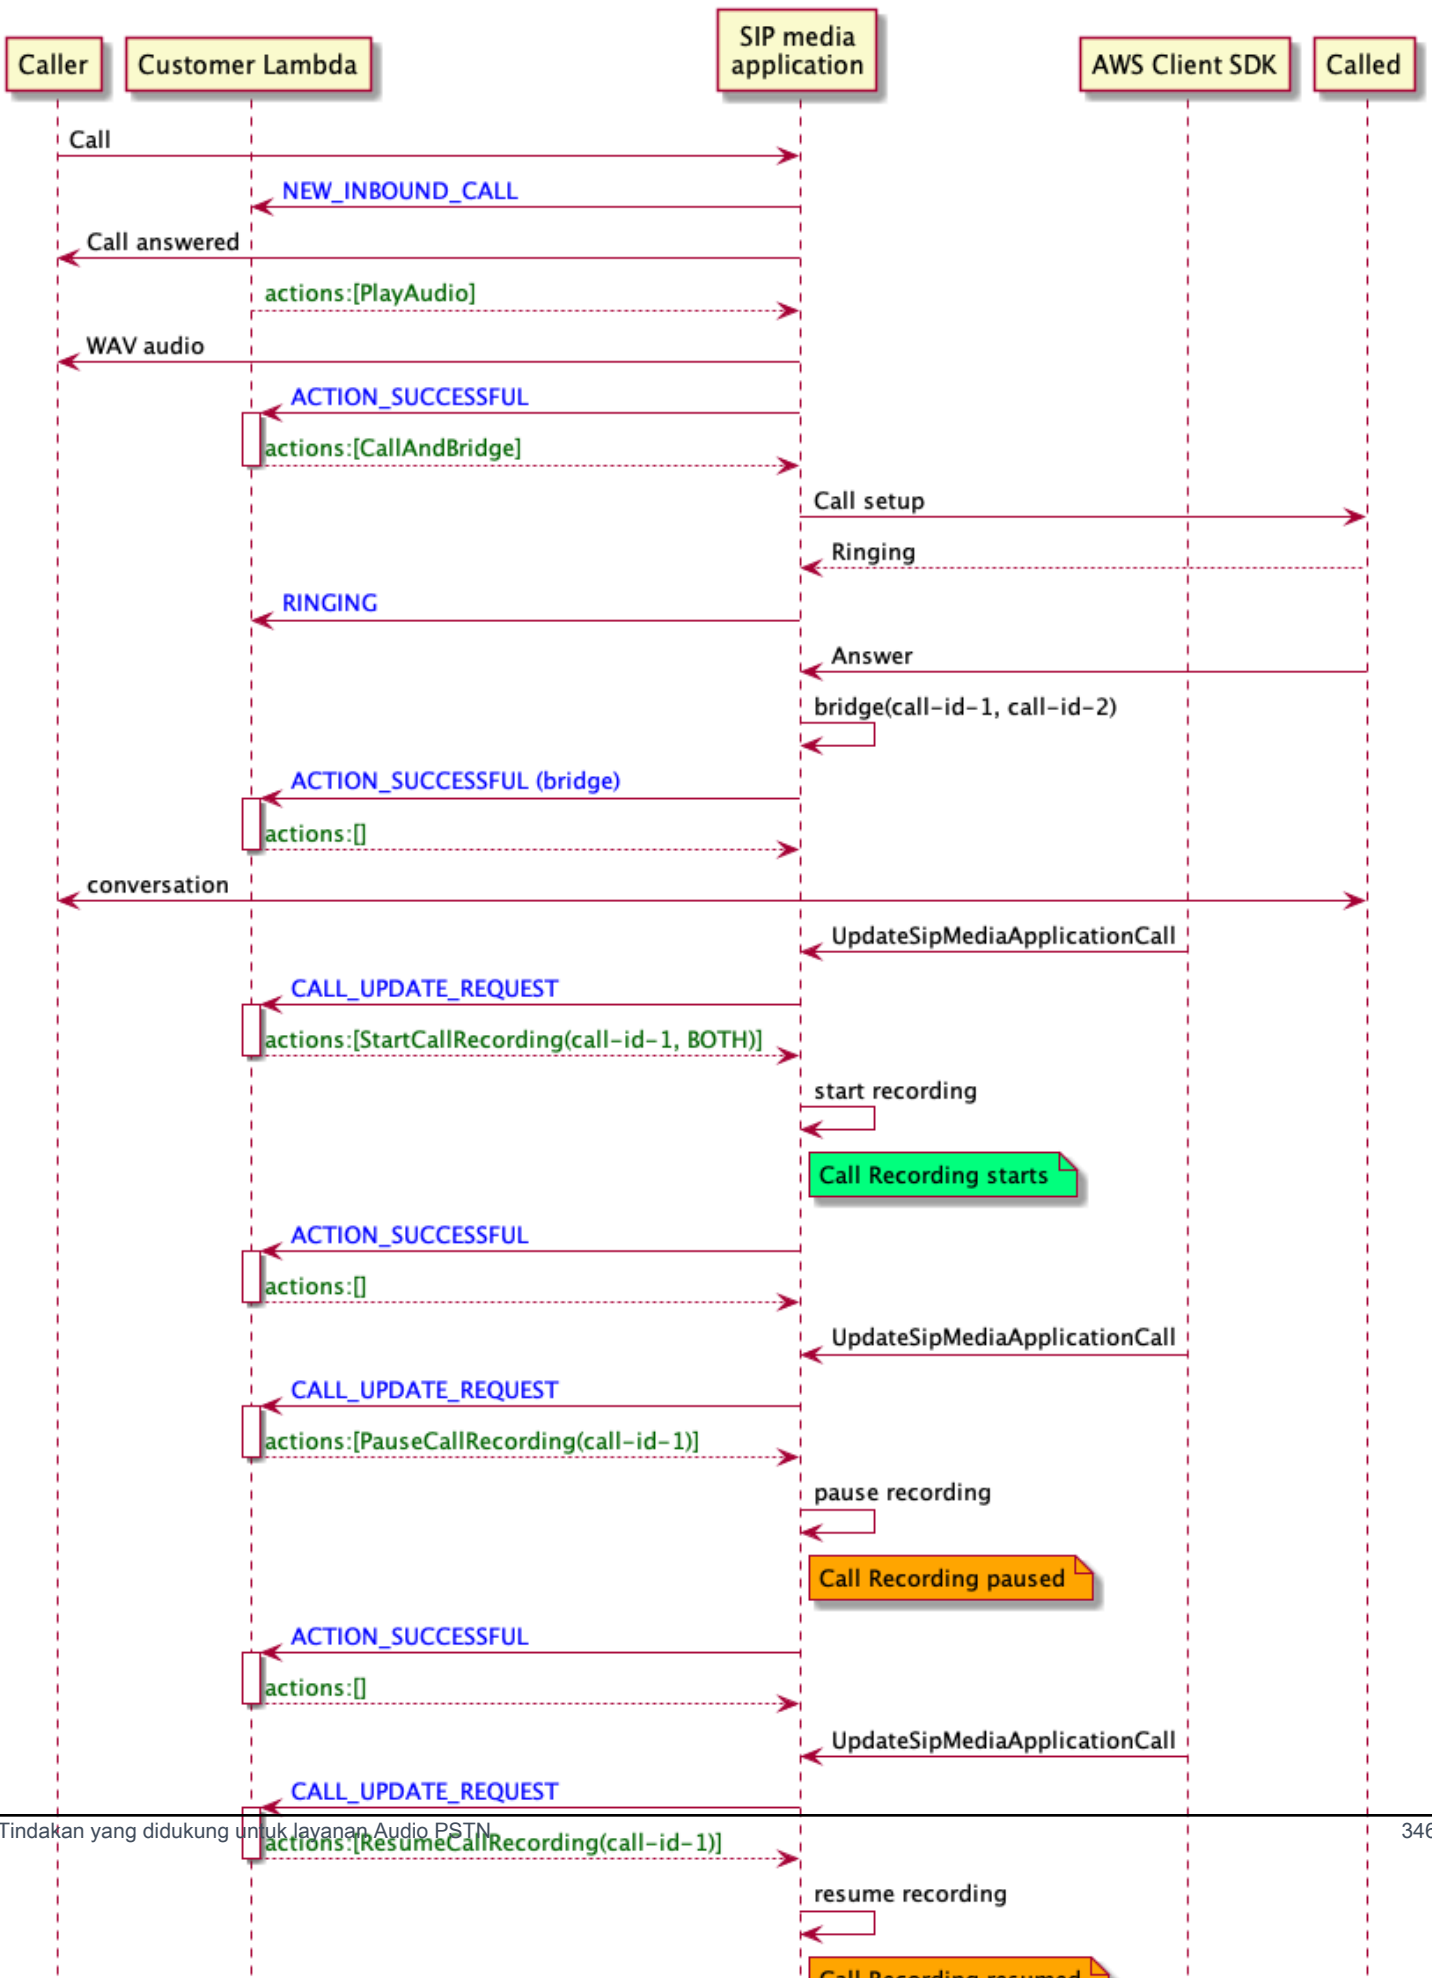 Caller
Customer Lambda
SIP media
application
AWS Client SDK
Called
Call
NEW_INBOUND_CALL
Call answered
actions:[PlayAudio]
WAV audio
ACTION_SUCCESSFUL
actions:[CallAndBridge]
Call setup
Ringing
RINGING
Answer
bridge(call-id-1, call-id-2)
ACTION_SUCCESSFUL (bridge)
actions:[]
conversation
UpdateSipMediaApplicationCall
CALL_UPDATE_REQUEST
actions:[StartCallRecording(call-id-1, BOTH)]
start recording
Call Recording starts
ACTION_SUCCESSFUL
actions:[]
UpdateSipMediaApplicationCall
CALL_UPDATE_REQUEST
actions:[PauseCallRecording(call-id-1)]
pause recording
Call Recording paused
ACTION_SUCCESSFUL
actions:[]
UpdateSipMediaApplicationCall
CALL_UPDATE_REQUEST
Tindakan yang didukung untuk layanan Audio PSTN
346
actions:[ResumeCallRecording(call-id-1)]
resume recording
Call Recording resumed